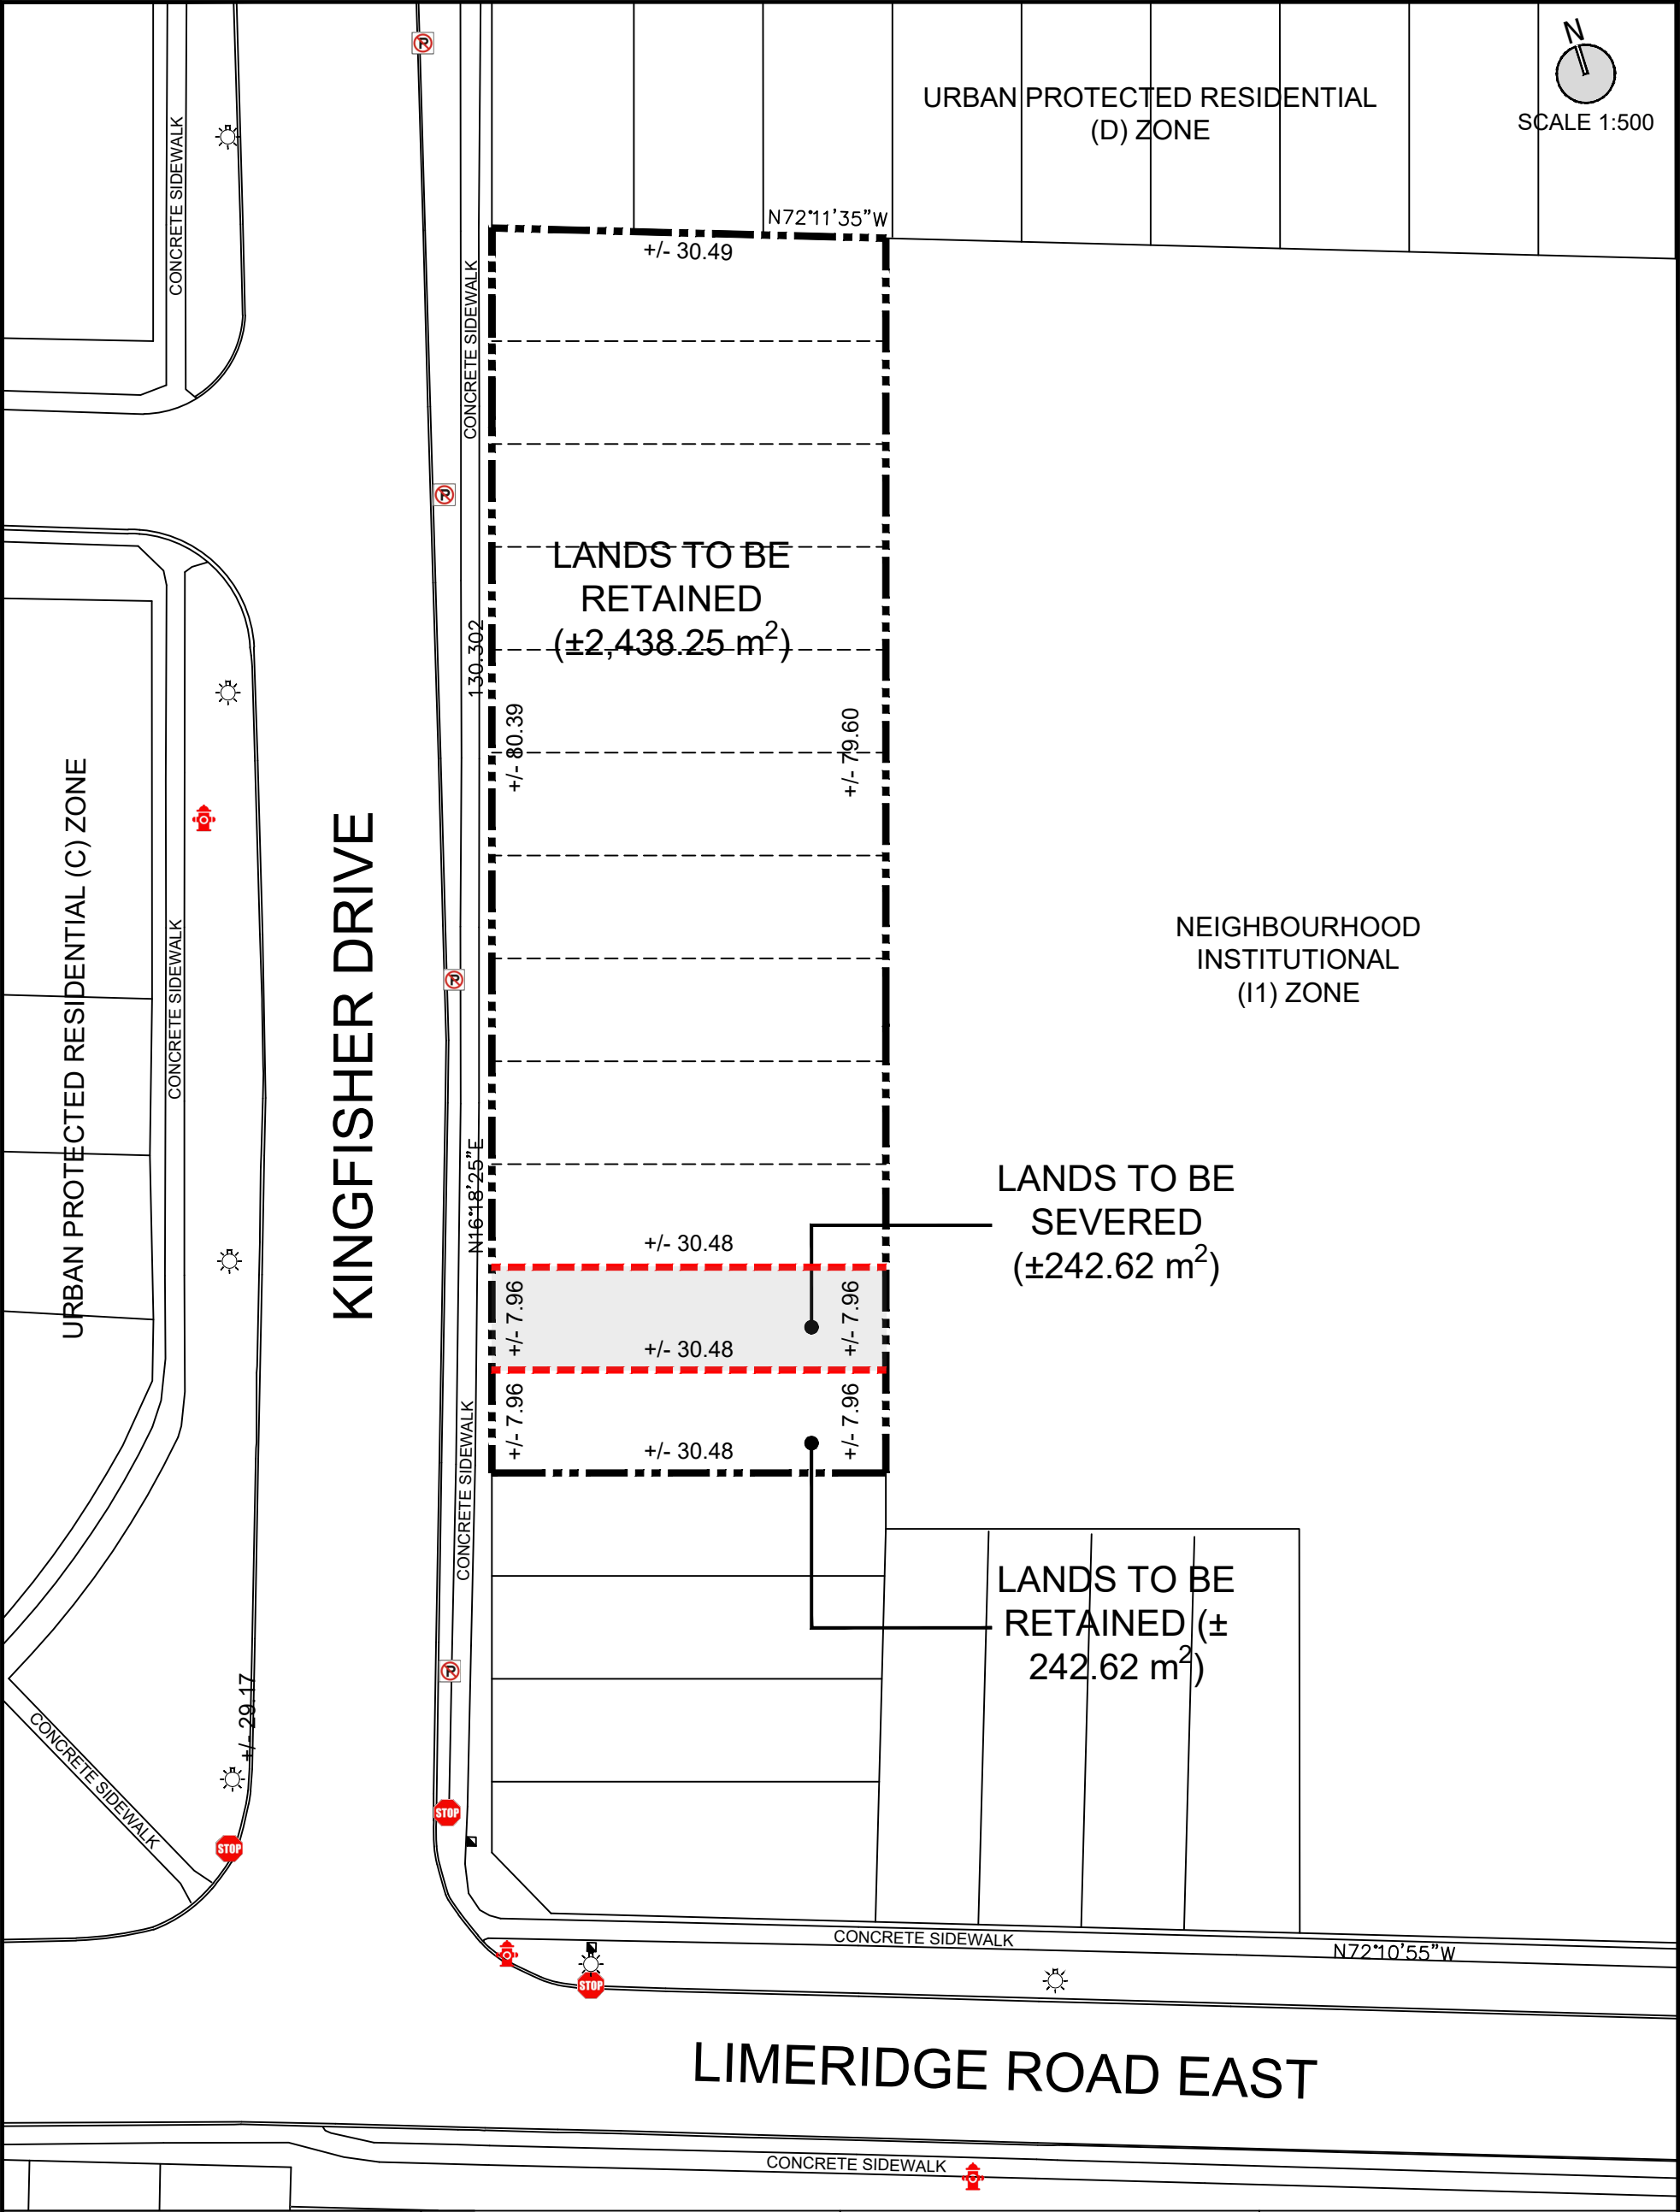 N
SCALE 1:500
URBAN PROTECTED RESIDENTIAL
(D) ZONE
CONCRETE SIDEWALK
N72°11'35"W
+/- 30.49
CONCRETE SIDEWALK
LANDS TO BE
RETAINED
(±2,438.25 m²)
130.302
+/- 80.39
+/- 79.60
URBAN PROTECTED RESIDENTIAL (C) ZONE
CONCRETE SIDEWALK
KINGFISHER DRIVE
NEIGHBOURHOOD
INSTITUTIONAL
(I1) ZONE
N16°18'25"E
LANDS TO BE
SEVERED
(±242.62 m²)
+/- 30.48
+/- 7.96
+/- 7.96
+/- 30.48
+/- 7.96
+/- 7.96
+/- 30.48
CONCRETE SIDEWALK
LANDS TO BE
RETAINED (±
242.62 m²)
+/- 29.17
CONCRETE SIDEWALK
STOP
STOP
STOP
CONCRETE SIDEWALK
N72°10'55"W
LIMERIDGE ROAD EAST
CONCRETE SIDEWALK
P
P
P
P